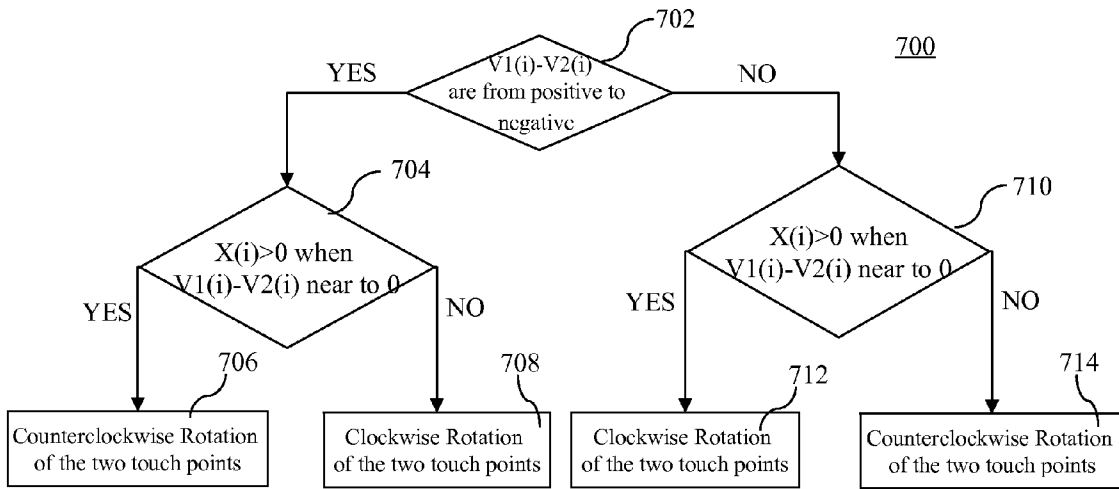 702
700
V1(i)-V2(i)
are from positive to
negative
YES
NO
704
710
X(i)>0 when
V1(i)-V2(i) near to 0
X(i)>0 when
V1(i)-V2(i) near to 0
YES
NO
YES
NO
706
708
712
714
Counterclockwise Rotation
of the two touch points
Clockwise Rotation
of the two touch points
Clockwise Rotation
of the two touch points
Counterclockwise Rotation
of the two touch points